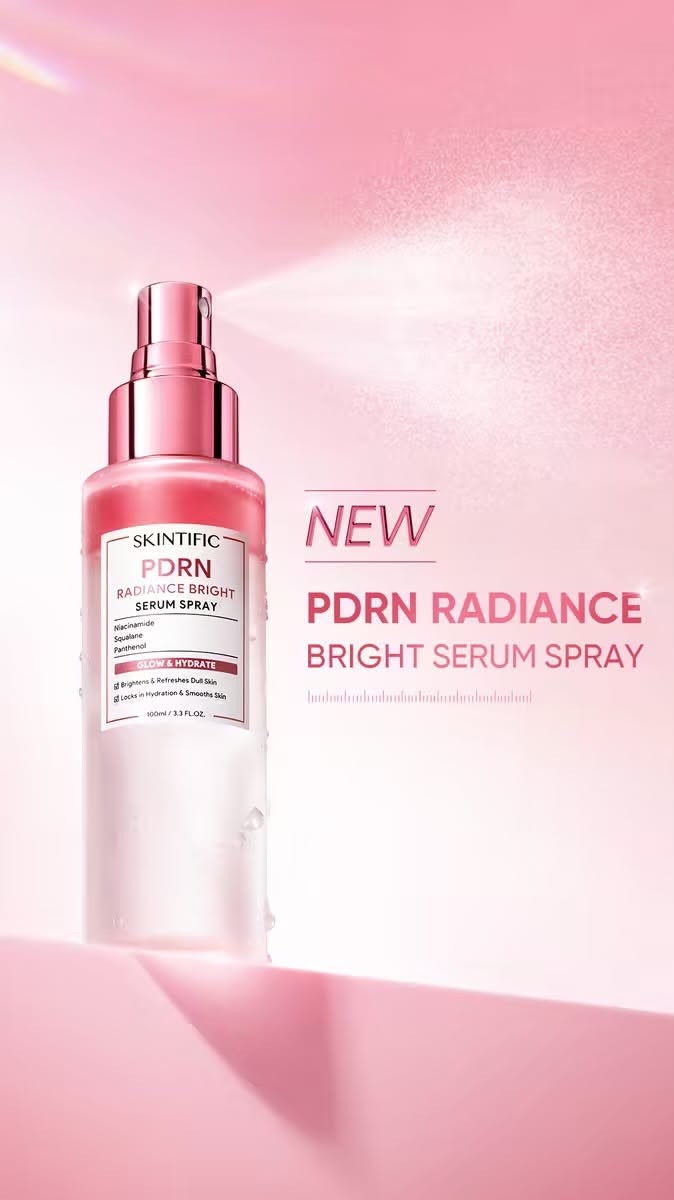 SKINTIFIC
PDRN
RADIANCE BRIGHT
SERUM SPRAY
Niacinamide
Squalane
Panthenol
GLOW & HYDRATE
Brightens & Refreshes Dull Skin
Locks in Hydration & Smooths Skin
100ml / 3.3 FL.OZ.
NEW
PDRN RADIANCE
BRIGHT SERUM SPRAY